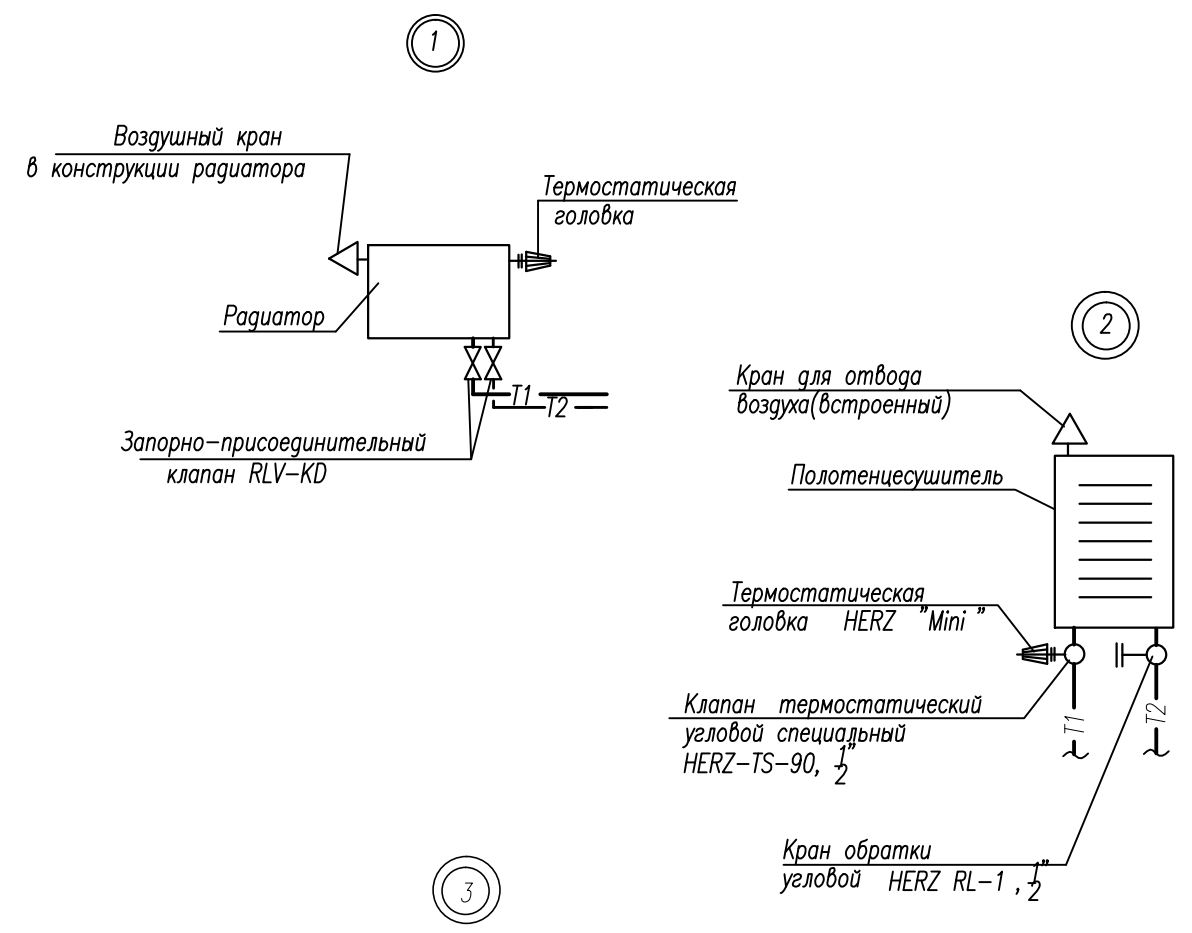 1
Воздушный кран
в конструкции радиатора
Термостатическая
головка
Радиатор
T1
T2
Запорно-присоединительный
клапан RLV-KD
2
Кран для отвода
воздуха(встроенный)
Полотенцесушитель
Термостатическая
головка HERZ "Mini"
Клапан термостатический
угловой специальный
HERZ-TS-90, 1/2"
T1
T2
Кран обратки
угловой HERZ RL-1, 1/2"
3